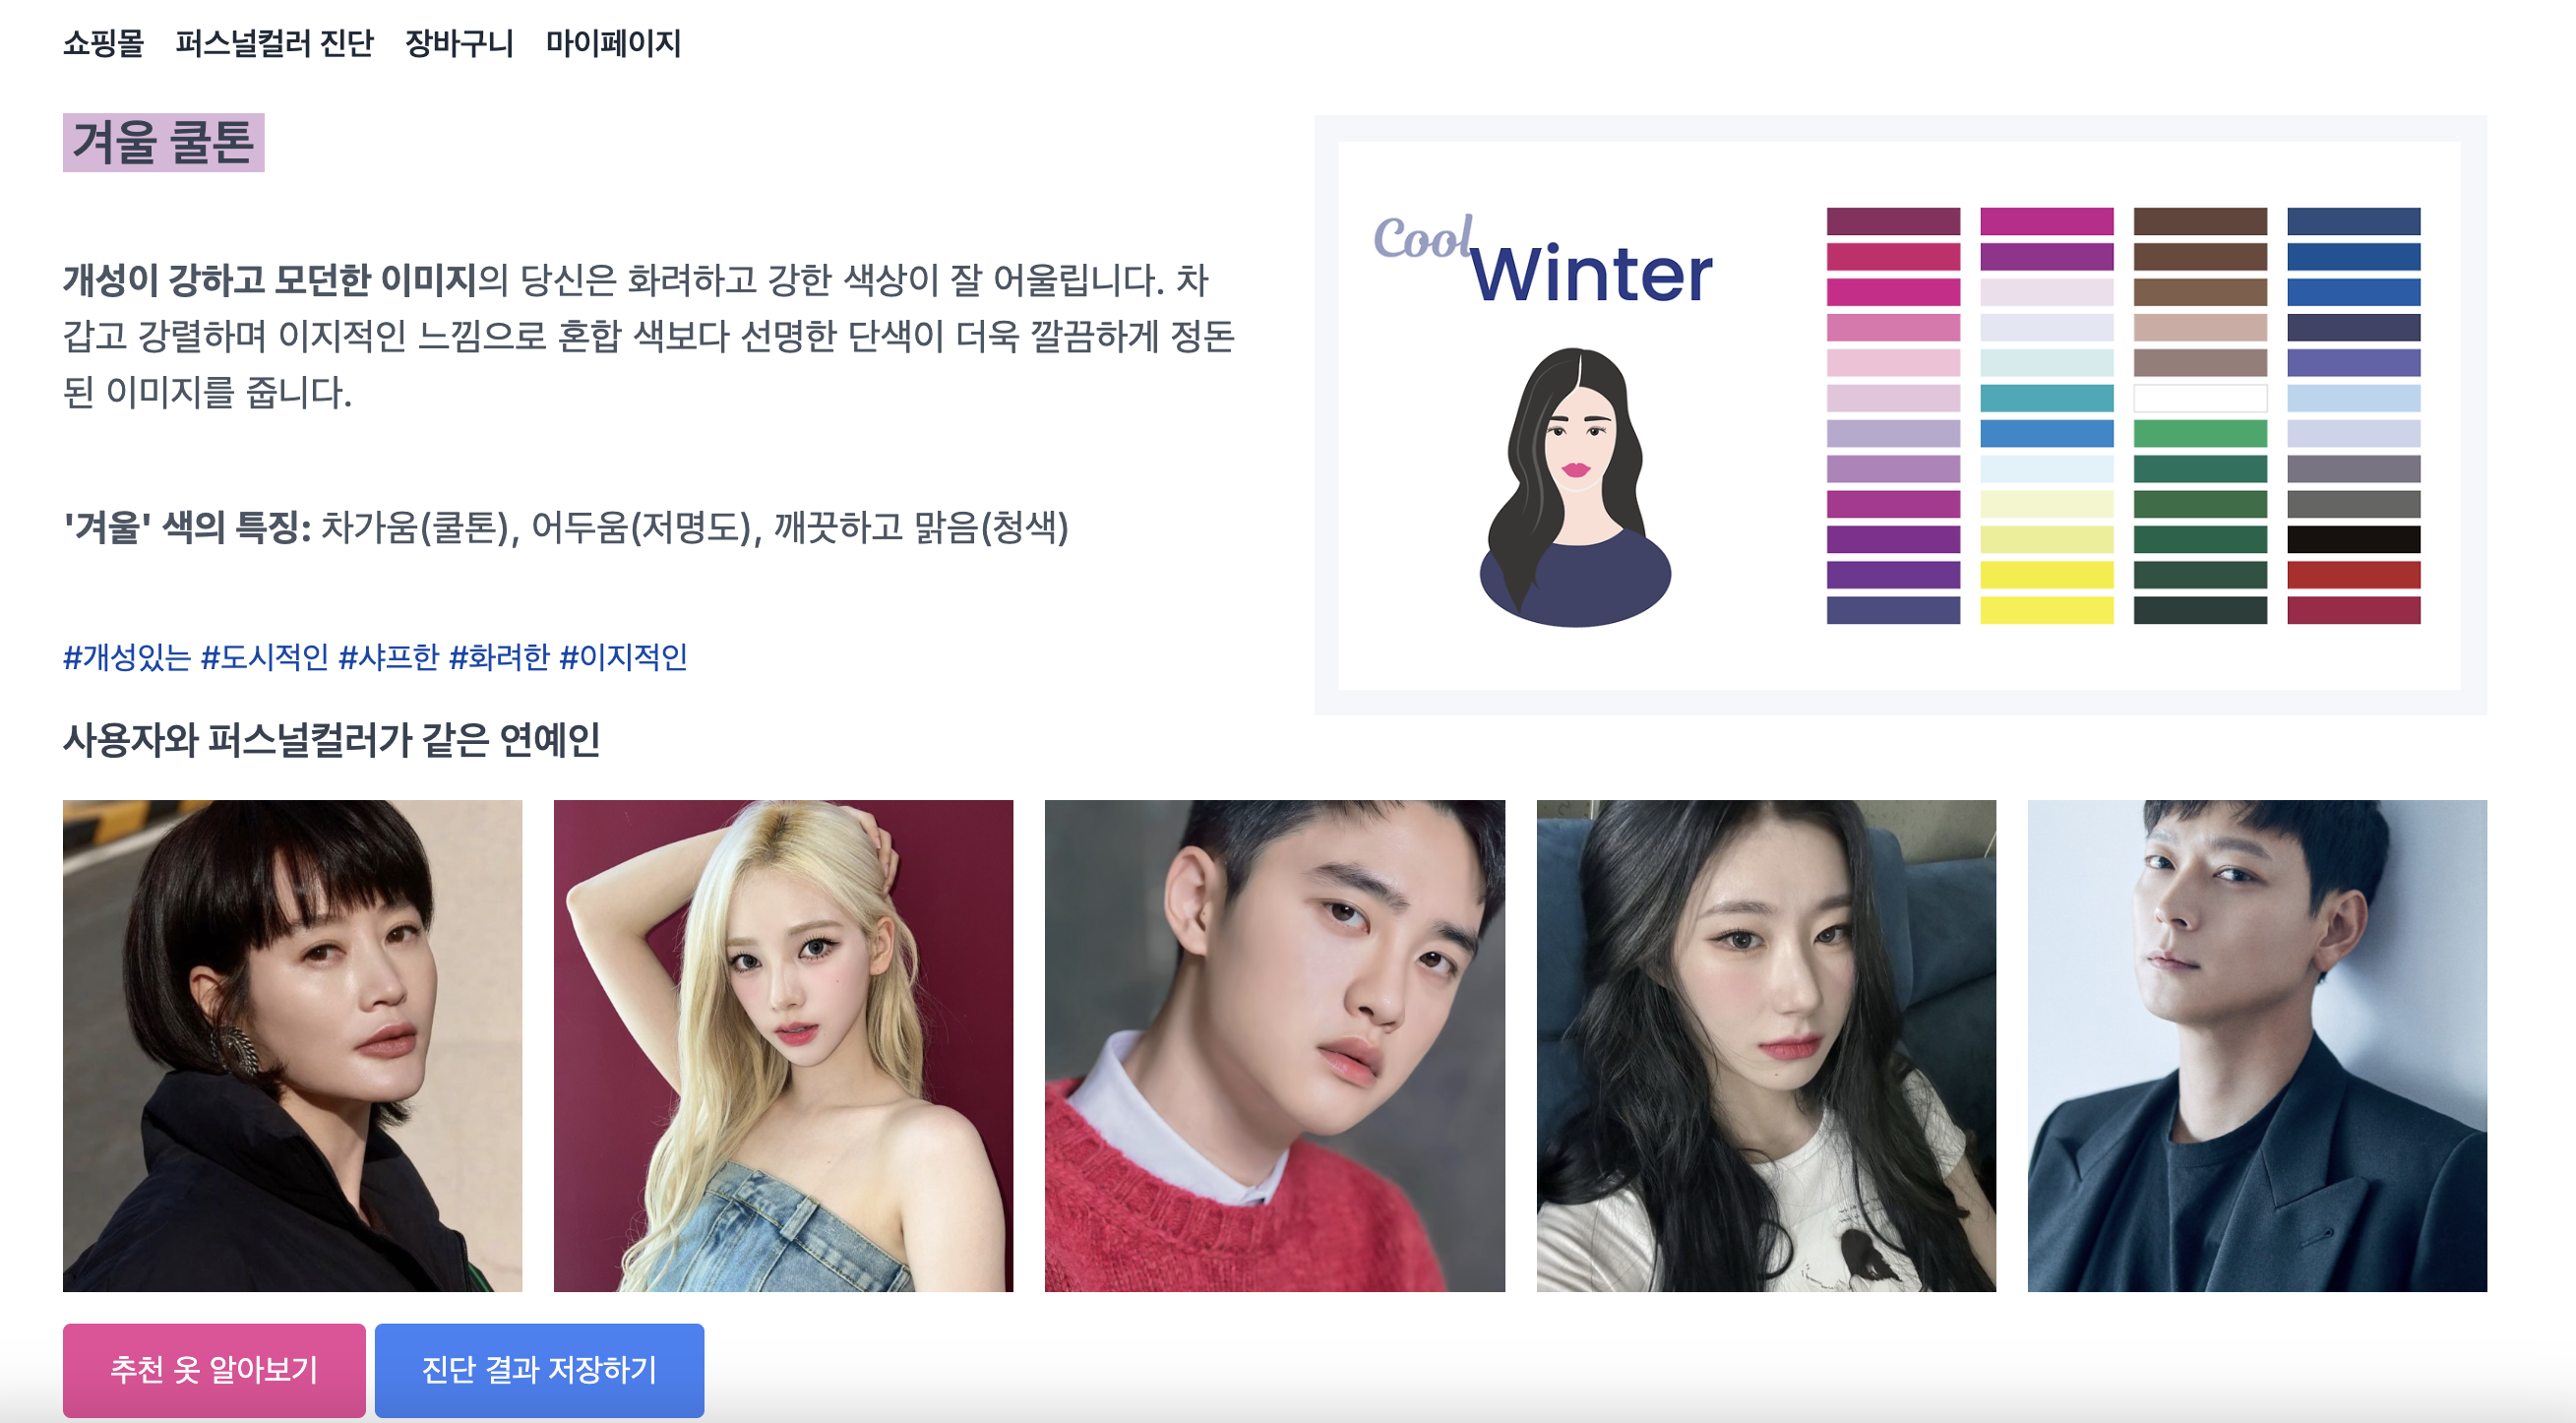 쇼핑몰 퍼스널컬러 진단 장바구니 마이페이지
겨울 쿨톤
개성이 강하고 모던한 이미지의 당신은 화려하고 강한 색상이 잘 어울립니다. 차
갑고 강렬하며 이지적인 느낌으로 혼합 색보다 선명한 단색이 더욱 깔끔하게 정돈
된 이미지를 줍니다.
'겨울' 색의 특징: 차가움(쿨톤), 어두움(저명도), 깨끗하고 맑음(청색)
#개성있는 #도시적인 #샤프한 #화려한 #이지적인
Cool
Winter
사용자와 퍼스널컬러가 같은 연예인
추천 옷 알아보기 진단 결과 저장하기